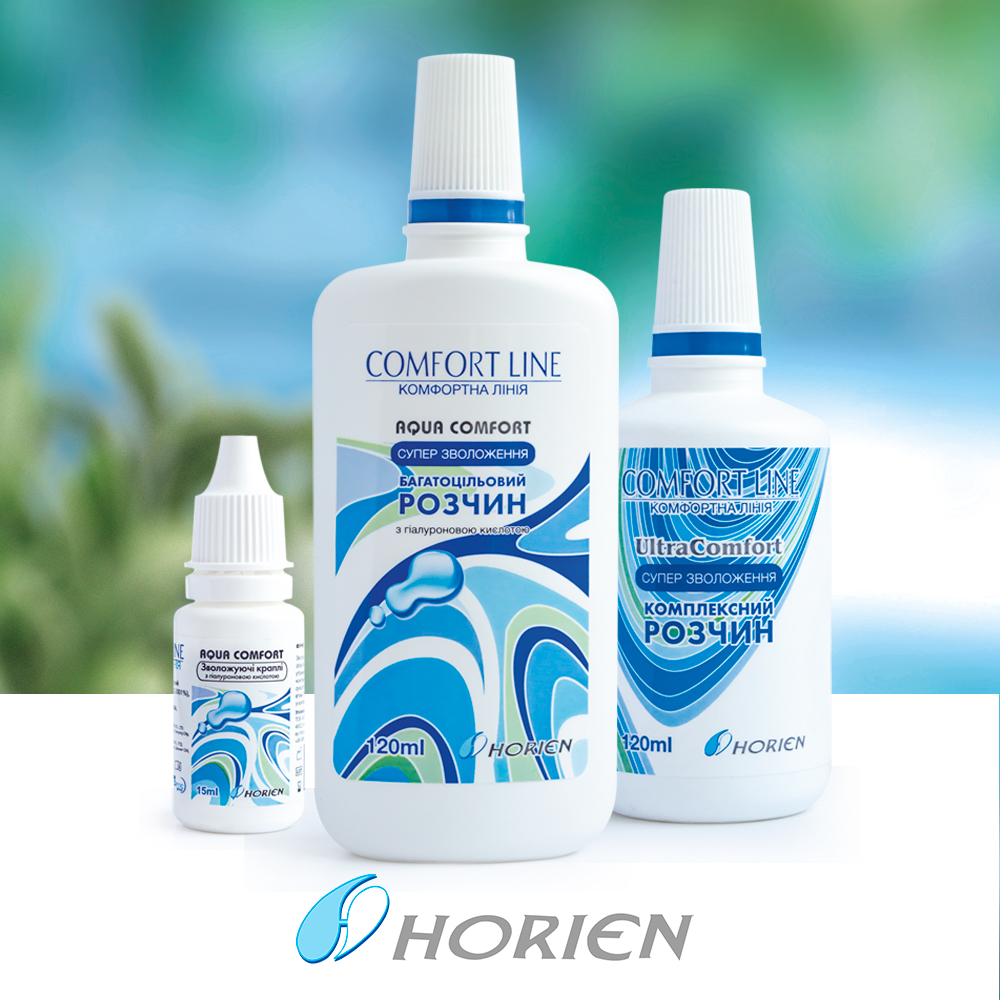 COMFORT LINE
КОМФОРТНА ЛІНІЯ
AQUA COMFORT
СУПЕР ЗВОЛОЖЕННЯ
БАГАТОЦІЛЬОВИЙ
РОЗЧИН
з гіалуроновою кислотою
120ml
HORIEN
COMFORT LINE
КОМФОРТНА ЛІНІЯ
UltraComfort
СУПЕР ЗВОЛОЖЕННЯ
КОМПЛЕКСНИЙ
РОЗЧИН
120ml
HORIEN
AQUA COMFORT
Зволожуючі краплі
з гіалуроновою кислотою
15ml
HORIEN
HORIEN